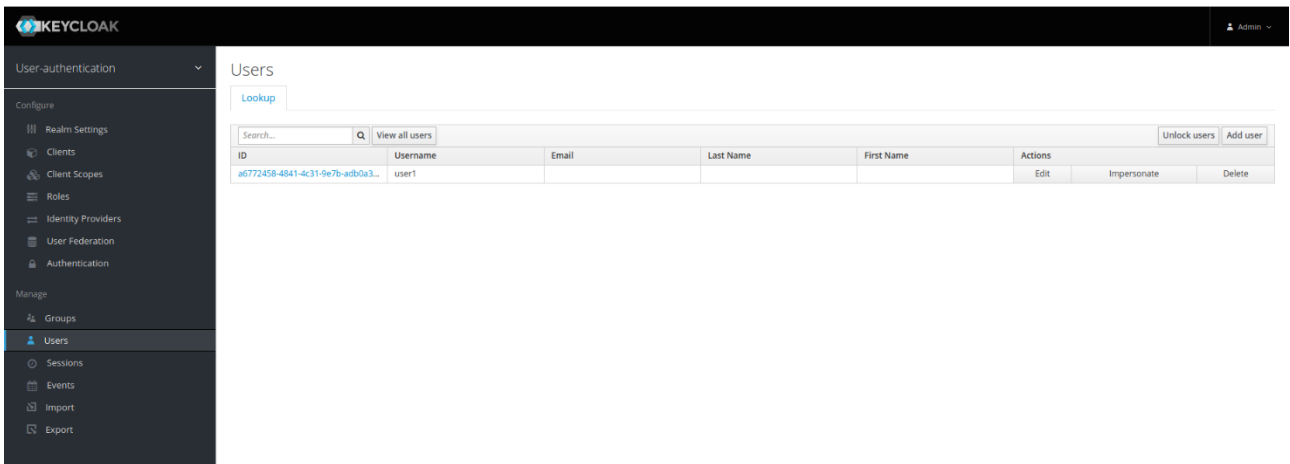 KEYCLOAK
Admin
User-authentication
Configure
Realm Settings
Clients
Client Scopes
Roles
Identity Providers
User Federation
Authentication
Manage
Groups
Users
Sessions
Events
Import
Export
Users
Lookup
Search... View all users Unlock users Add user
ID Username Email Last Name First Name Actions
a6772458-4841-4c31-9e7b-adb0a3... user1 Edit Impersonate Delete